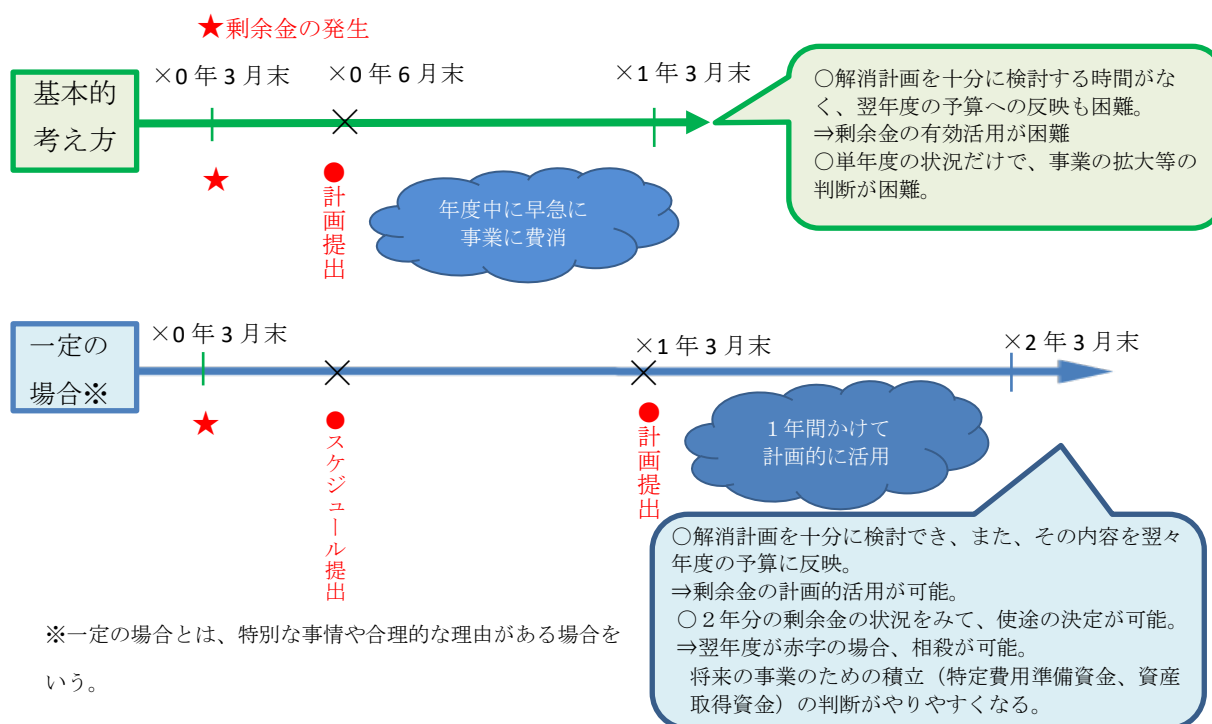 ★剰余金の発生
×0年3月末
×0年6月末
×1年3月末
基本的
考え方
○解消計画を十分に検討する時間がな
く、翌年度の予算への反映も困難。
⇒剰余金の有効活用が困難
○単年度の状況だけで、事業の拡大等の
判断が困難。
★
●計画提出
年度中に早急に
事業に費消
一定の
場合※
×0年3月末
×1年3月末
×2年3月末
★
●スケジュール提出
●計画提出
１年間かけて
計画的に活用
○解消計画を十分に検討でき、また、その内容を翌々
年度の予算に反映。
⇒剰余金の計画的活用が可能。
○２年分の剰余金の状況をみて、使途の決定が可能。
⇒翌年度が赤字の場合、相殺が可能。
将来の事業のための積立（特定費用準備資金、資産
取得資金）の判断がやりやすくなる。
※一定の場合とは、特別な事情や合理的な理由がある場合を
いう。